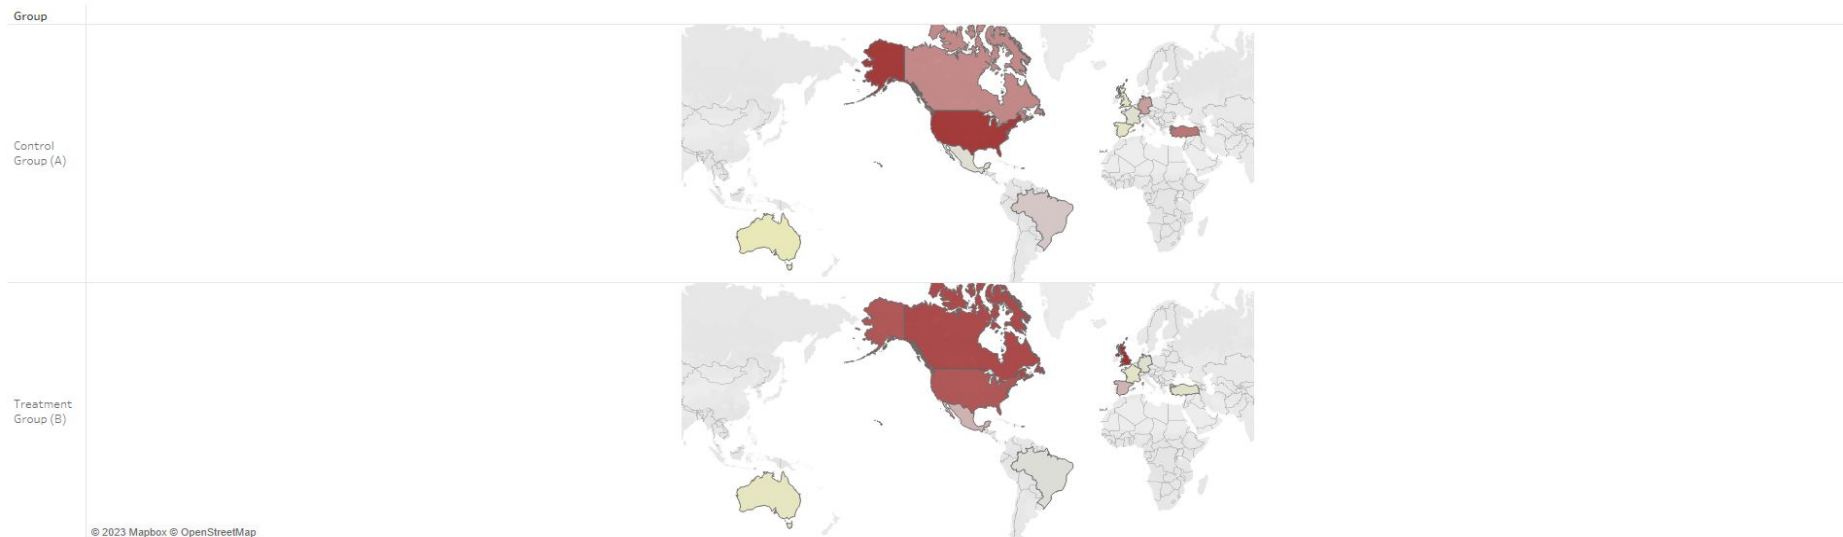 Group
Control
Group (A)
Treatment
Group (B)
© 2023 Mapbox © OpenStreetMap